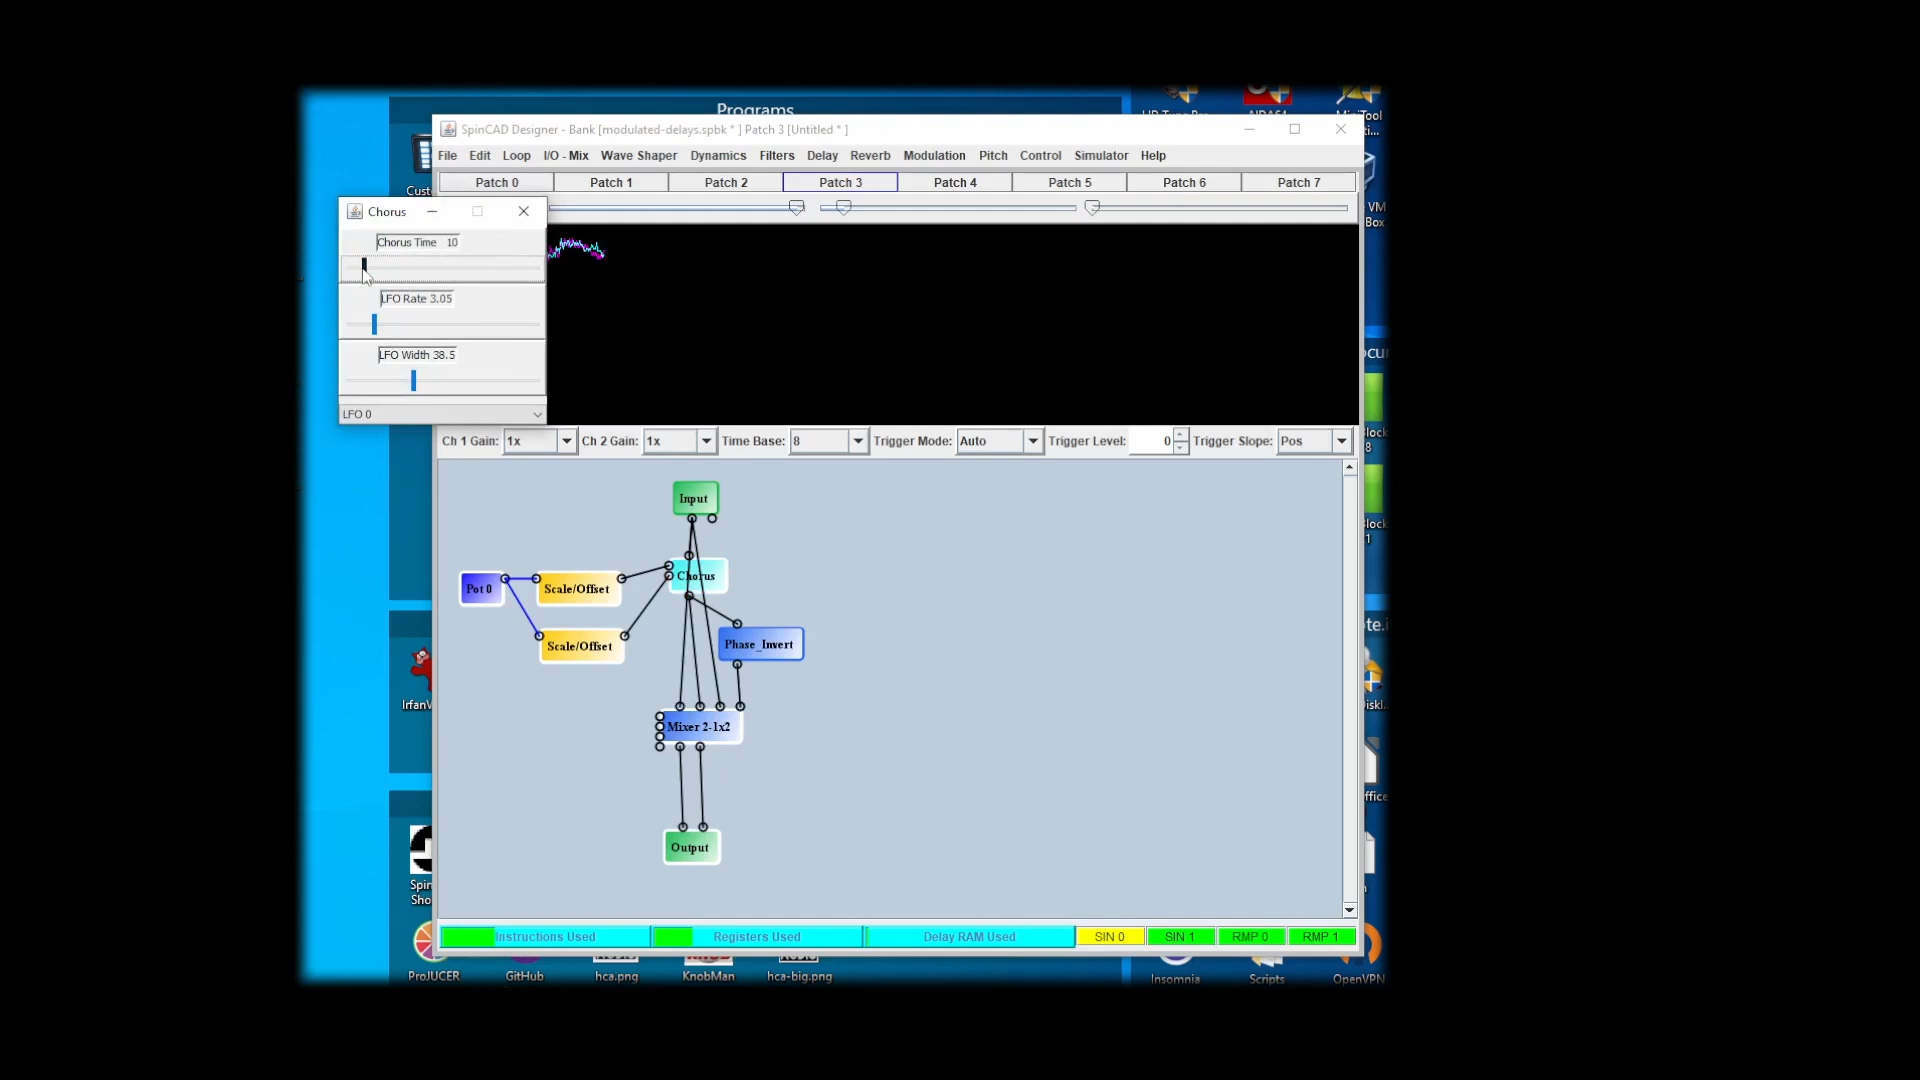 Programs
SpinCAD Designer - Bank [modulated-delays.spbk * ] Patch 3 [Untitled * ]
File Edit Loop I/O - Mix Wave Shaper Dynamics Filters Delay Reverb Modulation Pitch Control Simulator Help
Patch 0 Patch 1 Patch 2 Patch 3 Patch 4 Patch 5 Patch 6 Patch 7
Chorus
Chorus Time 10
LFO Rate 3.05
LFO Width 38.5
LFO 0
VM
Box
Ch 1 Gain: 1x Ch 2 Gain: 1x Time Base: 8 Trigger Mode: Auto Trigger Level: 0 Trigger Slope: Pos
Input
Chorus
Pot 0
Scale/Offset
Scale/Offset
Phase_Invert
Mixer 2-1x2
Output
Instructions Used Registers Used Delay RAM Used SIN 0 SIN 1 RMP 0 RMP 1
ProJUCER GitHub hca.png KnobMan hca-big.png Insomnia Scripts OpenVPN